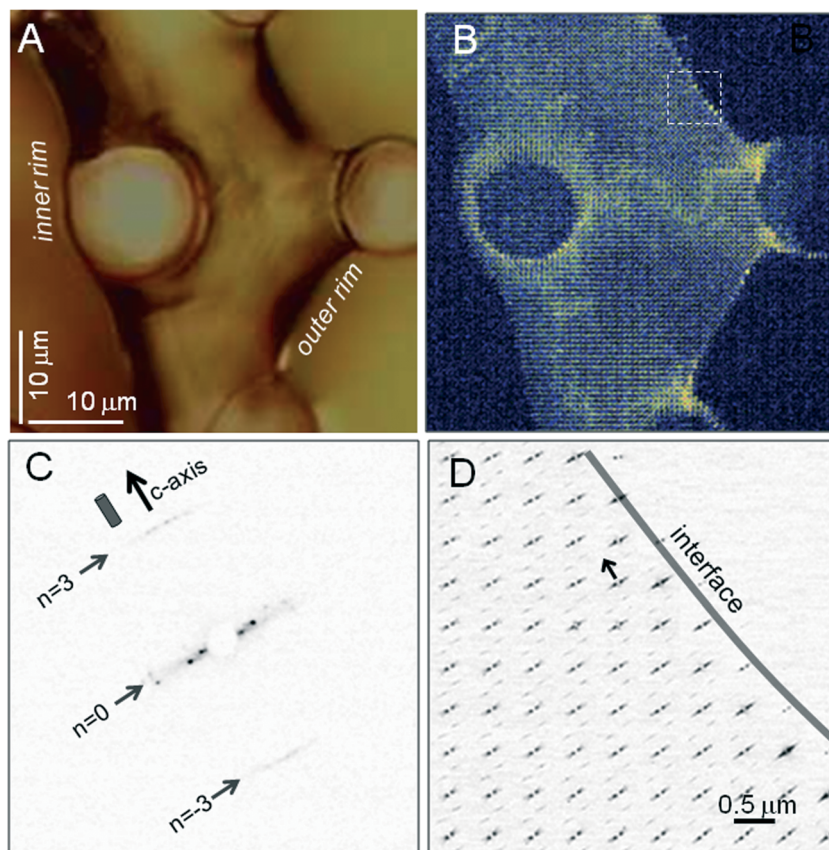 A
inner rim
outer rim
10 μm
10 μm
B
B
C
c-axis
n=3
n=0
n=-3
D
interface
0.5 μm